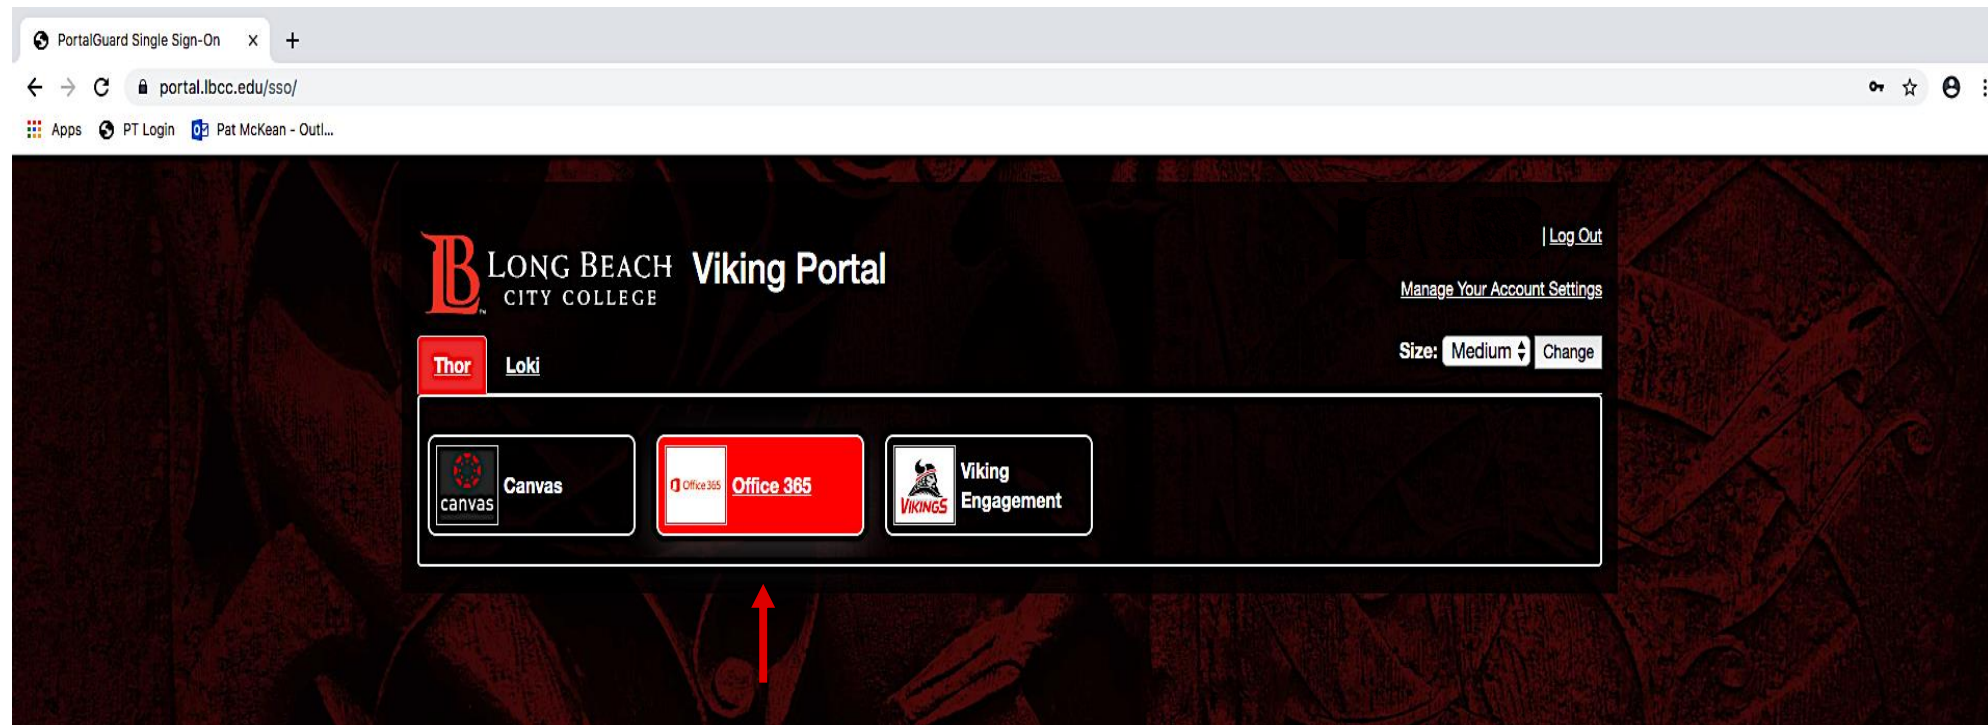 PortalGuard Single Sign-On
portal.lbcc.edu/sso/
Apps PT Login Pat McKean - Outl...
| Log Out
LB LONG BEACH CITY COLLEGE ™
Viking Portal
Manage Your Account Settings
Thor Loki
Size: Medium Change
canvas Canvas
Office 365 Office 365
VIKINGS Viking
Engagement